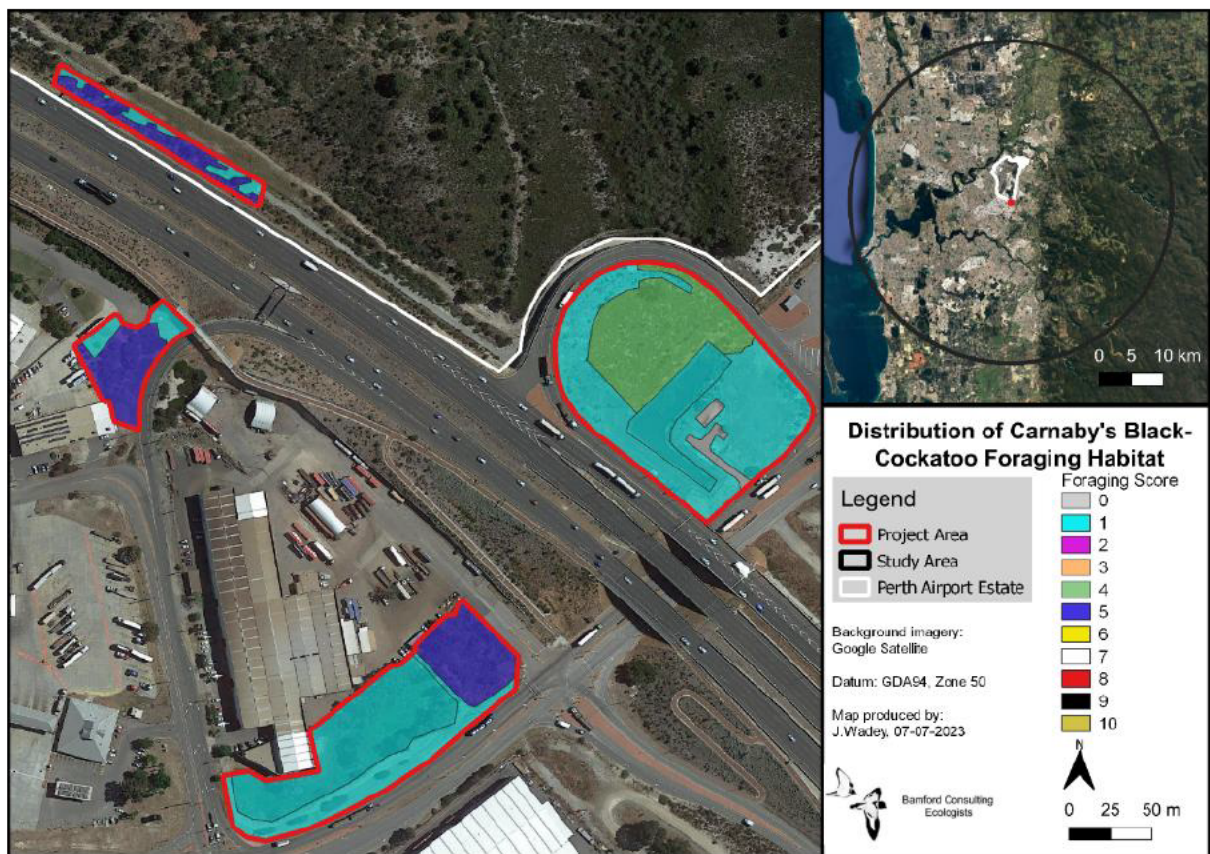 0 5 10 km
Distribution of Carnaby's Black-
Cockatoo Foraging Habitat
Legend
Project Area
Study Area
Perth Airport Estate
Background imagery:
Google Satellite
Datum: GDA94, Zone 50
Map produced by:
J.Wadey, 07-07-2023
Bamford Consulting
Ecologists
Foraging Score
0
1
2
3
4
5
6
7
8
9
10
N
0 25 50 m